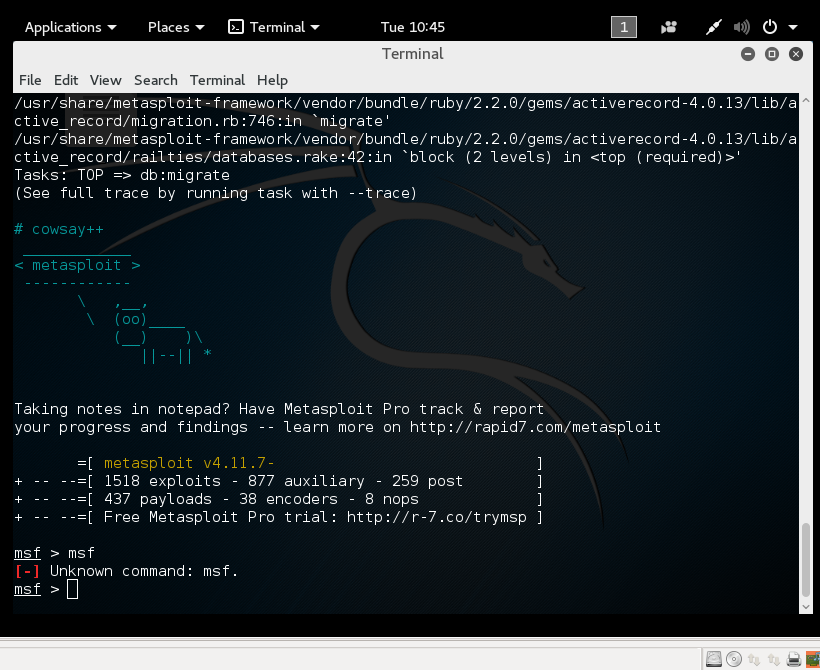 Applications Places Terminal Tue 10:45 1
Terminal
File Edit View Search Terminal Help
/usr/share/metasploit-framework/vendor/bundle/ruby/2.2.0/gems/activerecord-4.0.13/lib/a
ctive_record/migration.rb:746:in `migrate'
/usr/share/metasploit-framework/vendor/bundle/ruby/2.2.0/gems/activerecord-4.0.13/lib/a
ctive_record/railties/databases.rake:42:in `block (2 levels) in <top (required)>'
Tasks: TOP => db:migrate
(See full trace by running task with --trace)
# cowsay++
 ____________
< metasploit >
 ------------
       \   ,__,
        \  (oo)____
           (__)    )\
              ||--|| *
Taking notes in notepad? Have Metasploit Pro track & report
your progress and findings -- learn more on http://rapid7.com/metasploit
       =[ metasploit v4.11.7-                             ]
+ -- --=[ 1518 exploits - 877 auxiliary - 259 post        ]
+ -- --=[ 437 payloads - 38 encoders - 8 nops             ]
+ -- --=[ Free Metasploit Pro trial: http://r-7.co/trymsp ]
msf > msf
[-] Unknown command: msf.
msf >